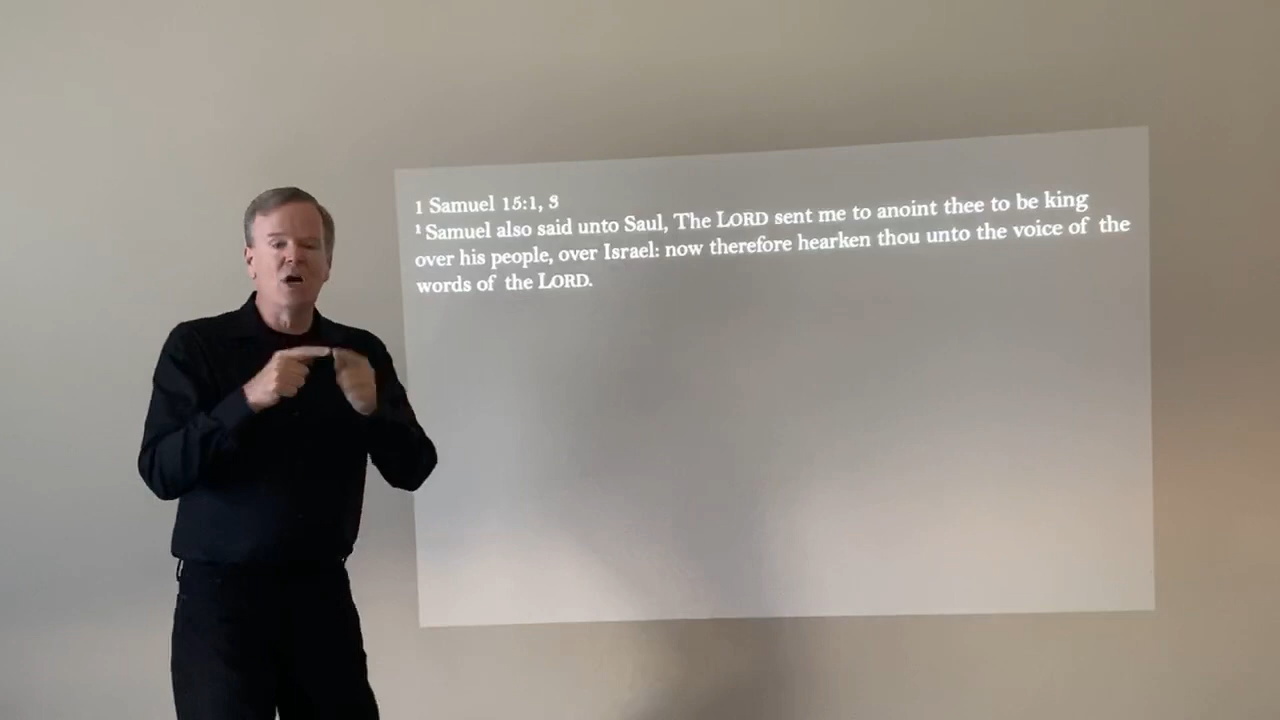 1 Samuel 15:1, 3
¹ Samuel also said unto Saul, The LORD sent me to anoint thee to be king
over his people, over Israel: now therefore hearken thou unto the voice of the
words of the LORD.